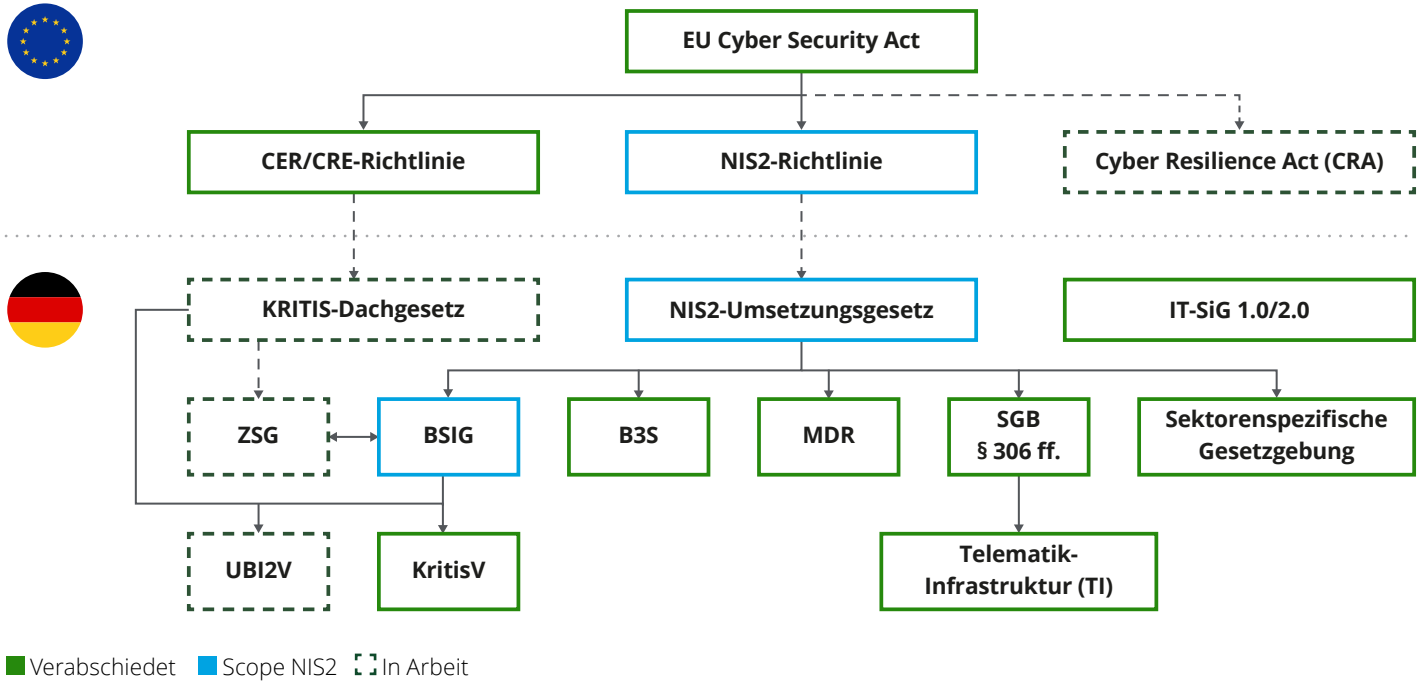 EU Cyber Security Act
CER/CRE-Richtlinie
NIS2-Richtlinie
Cyber Resilience Act (CRA)
KRITIS-Dachgesetz
NIS2-Umsetzungsgesetz
IT-SiG 1.0/2.0
ZSG
BSIG
B3S
MDR
SGB
§ 306 ff.
Sektorenspezifische
Gesetzgebung
UBI2V
KritisV
Telematik-
Infrastruktur (TI)
Verabschiedet
Scope NIS2
In Arbeit